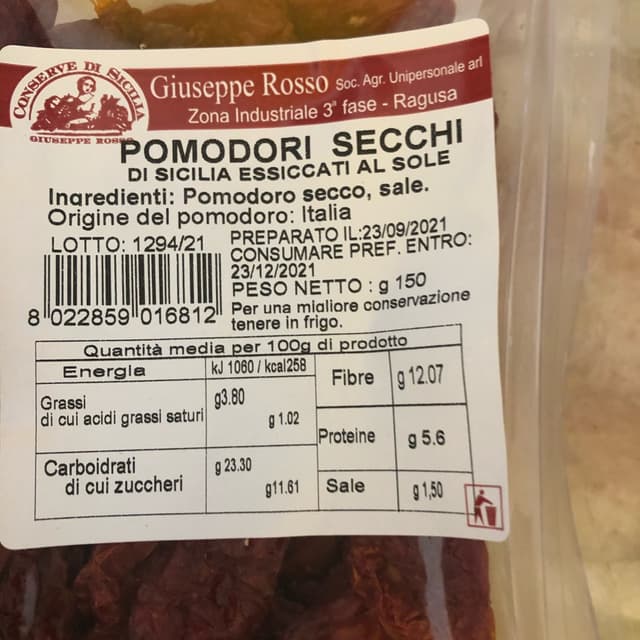 CONSERVE DI SICILIA
GIUSEPPE ROSSO
Giuseppe Rosso Soc. Agr. Unipersonale arl
Zona Industriale 3ª fase - Ragusa
POMODORI SECCHI
DI SICILIA ESSICCATI AL SOLE
Ingredienti: Pomodoro secco, sale.
Origine del pomodoro: Italia
LOTTO: 1294/21
8 022859 016812
PREPARATO IL:23/09/2021
CONSUMARE PREF. ENTRO:
23/12/2021
PESO NETTO : g 150
Per una migliore conservazione
tenere in frigo.
Quantità media per 100g di prodotto
Energia kJ 1060 / kcal258
Grassi g3.80
di cui acidi grassi saturi g 1.02
Carboidrati g 23.30
di cui zuccheri g11.61
Fibre g 12.07
Proteine g 5.6
Sale g 1,50